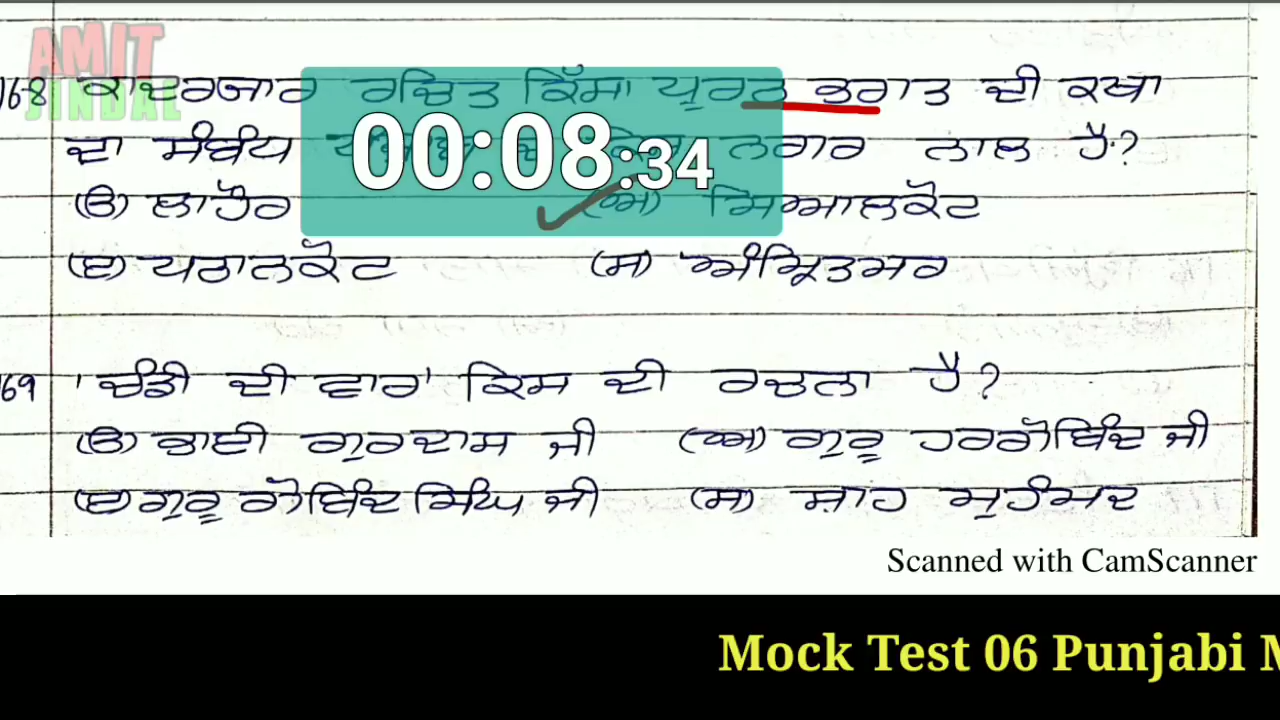 AMIT
JINDAL
168 ਕਾਦਰਯਾਰ ਰਚਿਤ ਕਿੱਸਾ ਪੂਰਨ ਭਗਤ ਦੀ ਕਥਾ
ਦਾ ਸੰਬੰਧ ਨਗਰ ਨਾਲ ਹੈ?
00:08:34
(ੳ) ਲਾਹੌਰ (ਅ) ਸਿਆਲਕੋਟ
(ੲ) ਪਠਾਨਕੋਟ (ਸ) ਅੰਮ੍ਰਿਤਸਰ
169 'ਚੰਡੀ ਦੀ ਵਾਰ' ਕਿਸ ਦੀ ਰਚਨਾ ਹੈ?
(ੳ) ਭਾਈ ਗੁਰਦਾਸ ਜੀ (ਅ) ਗੁਰੂ ਹਰਗੋਬਿੰਦ ਜੀ
(ੲ) ਗੁਰੂ ਗੋਬਿੰਦ ਸਿੰਘ ਜੀ (ਸ) ਸ਼ਾਹ ਮੁਹੰਮਦ
Scanned with CamScanner
Mock Test 06 Punjabi M